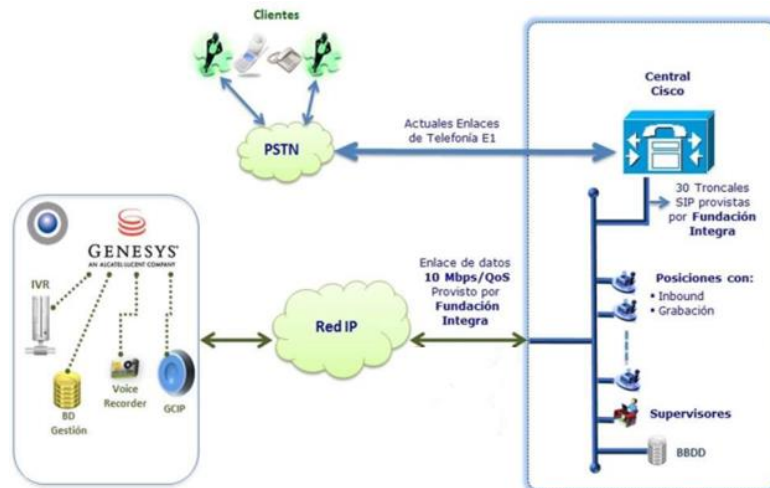 Clientes
PSTN
Actuales Enlaces
de Telefonía E1
Central
Cisco
30 Troncales
SIP provistas
por Fundación
Integra
GENESYS
AN ALCATEL-LUCENT COMPANY
IVR
BD
Gestión
Voice
Recorder
GCIP
Red IP
Enlace de datos
10 Mbps/QoS
Provisto por
Fundación
Integra
Posiciones con:
▪ Inbound
▪ Grabación
Supervisores
BBDD